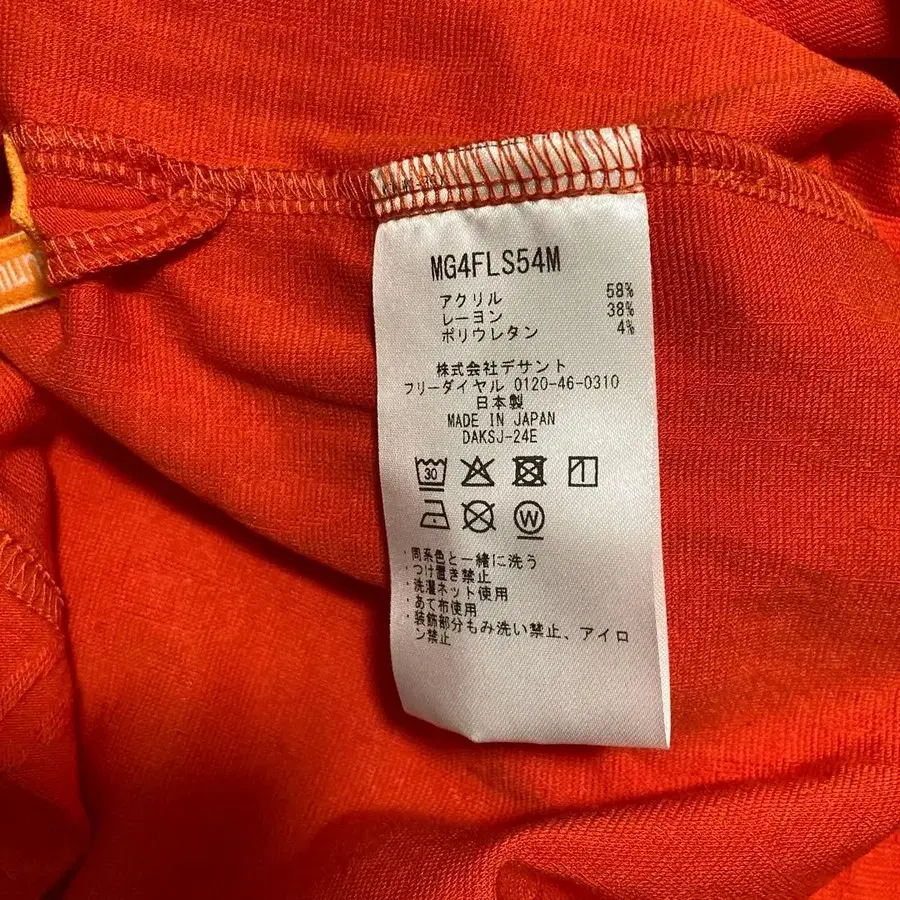 MG4FLS54M
アクリル 58%
レーヨン 38%
ポリウレタン 4%
株式会社デサント
フリーダイヤル 0120-46-0310
日本製
MADE IN JAPAN
DAKSJ-24E
30
W
・同系色と一緒に洗う
・つけ置き禁止
・洗濯ネット使用
・あて布使用
・装飾部分もみ洗い禁止、アイロ
ン禁止